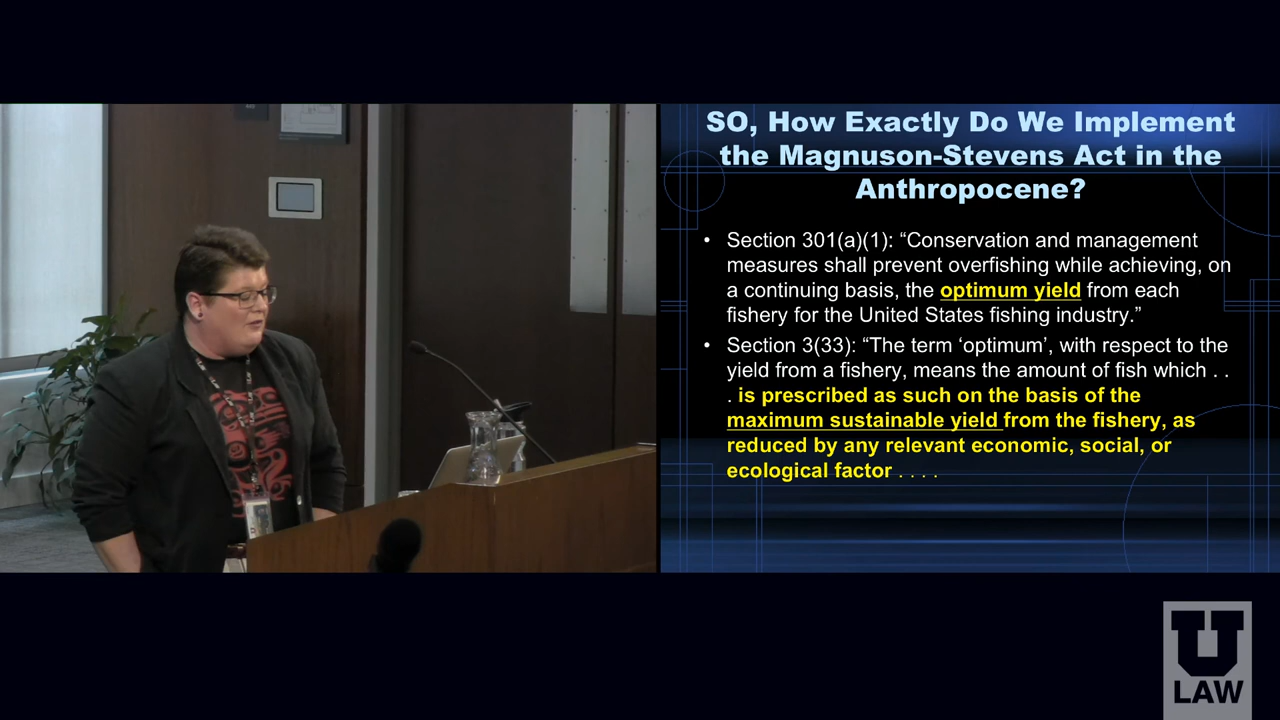 SO, How Exactly Do We Implement
the Magnuson-Stevens Act in the
Anthropocene?
• Section 301(a)(1): “Conservation and management
measures shall prevent overfishing while achieving, on
a continuing basis, the optimum yield from each
fishery for the United States fishing industry.”
• Section 3(33): “The term ‘optimum’, with respect to the
yield from a fishery, means the amount of fish which . .
. is prescribed as such on the basis of the
maximum sustainable yield from the fishery, as
reduced by any relevant economic, social, or
ecological factor . . . .
U
LAW